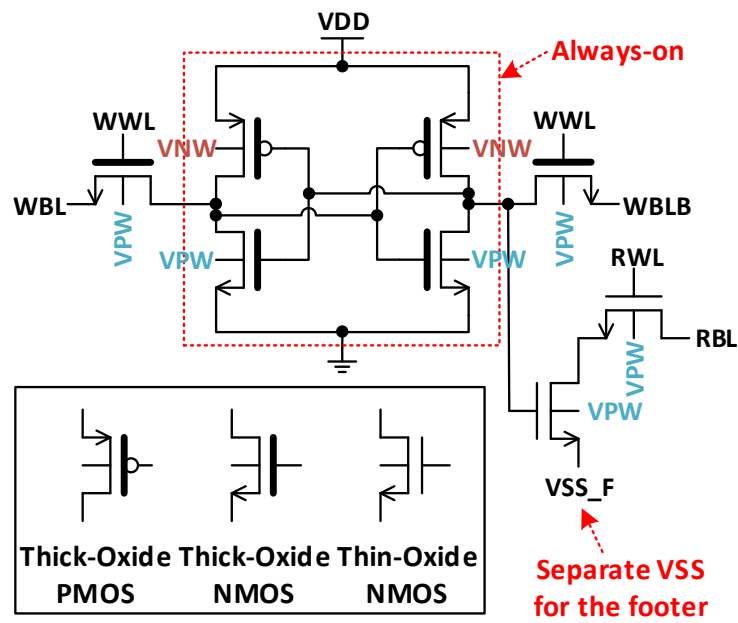 VDD
Always-on
WWL
VNW
VNW
WWL
WBL
VPW
VPW
VPW
VPW
WBLB
RWL
RBL
VPW
VPW
VSS_F
Thick-Oxide PMOS
Thick-Oxide NMOS
Thin-Oxide NMOS
Separate VSS
for the footer